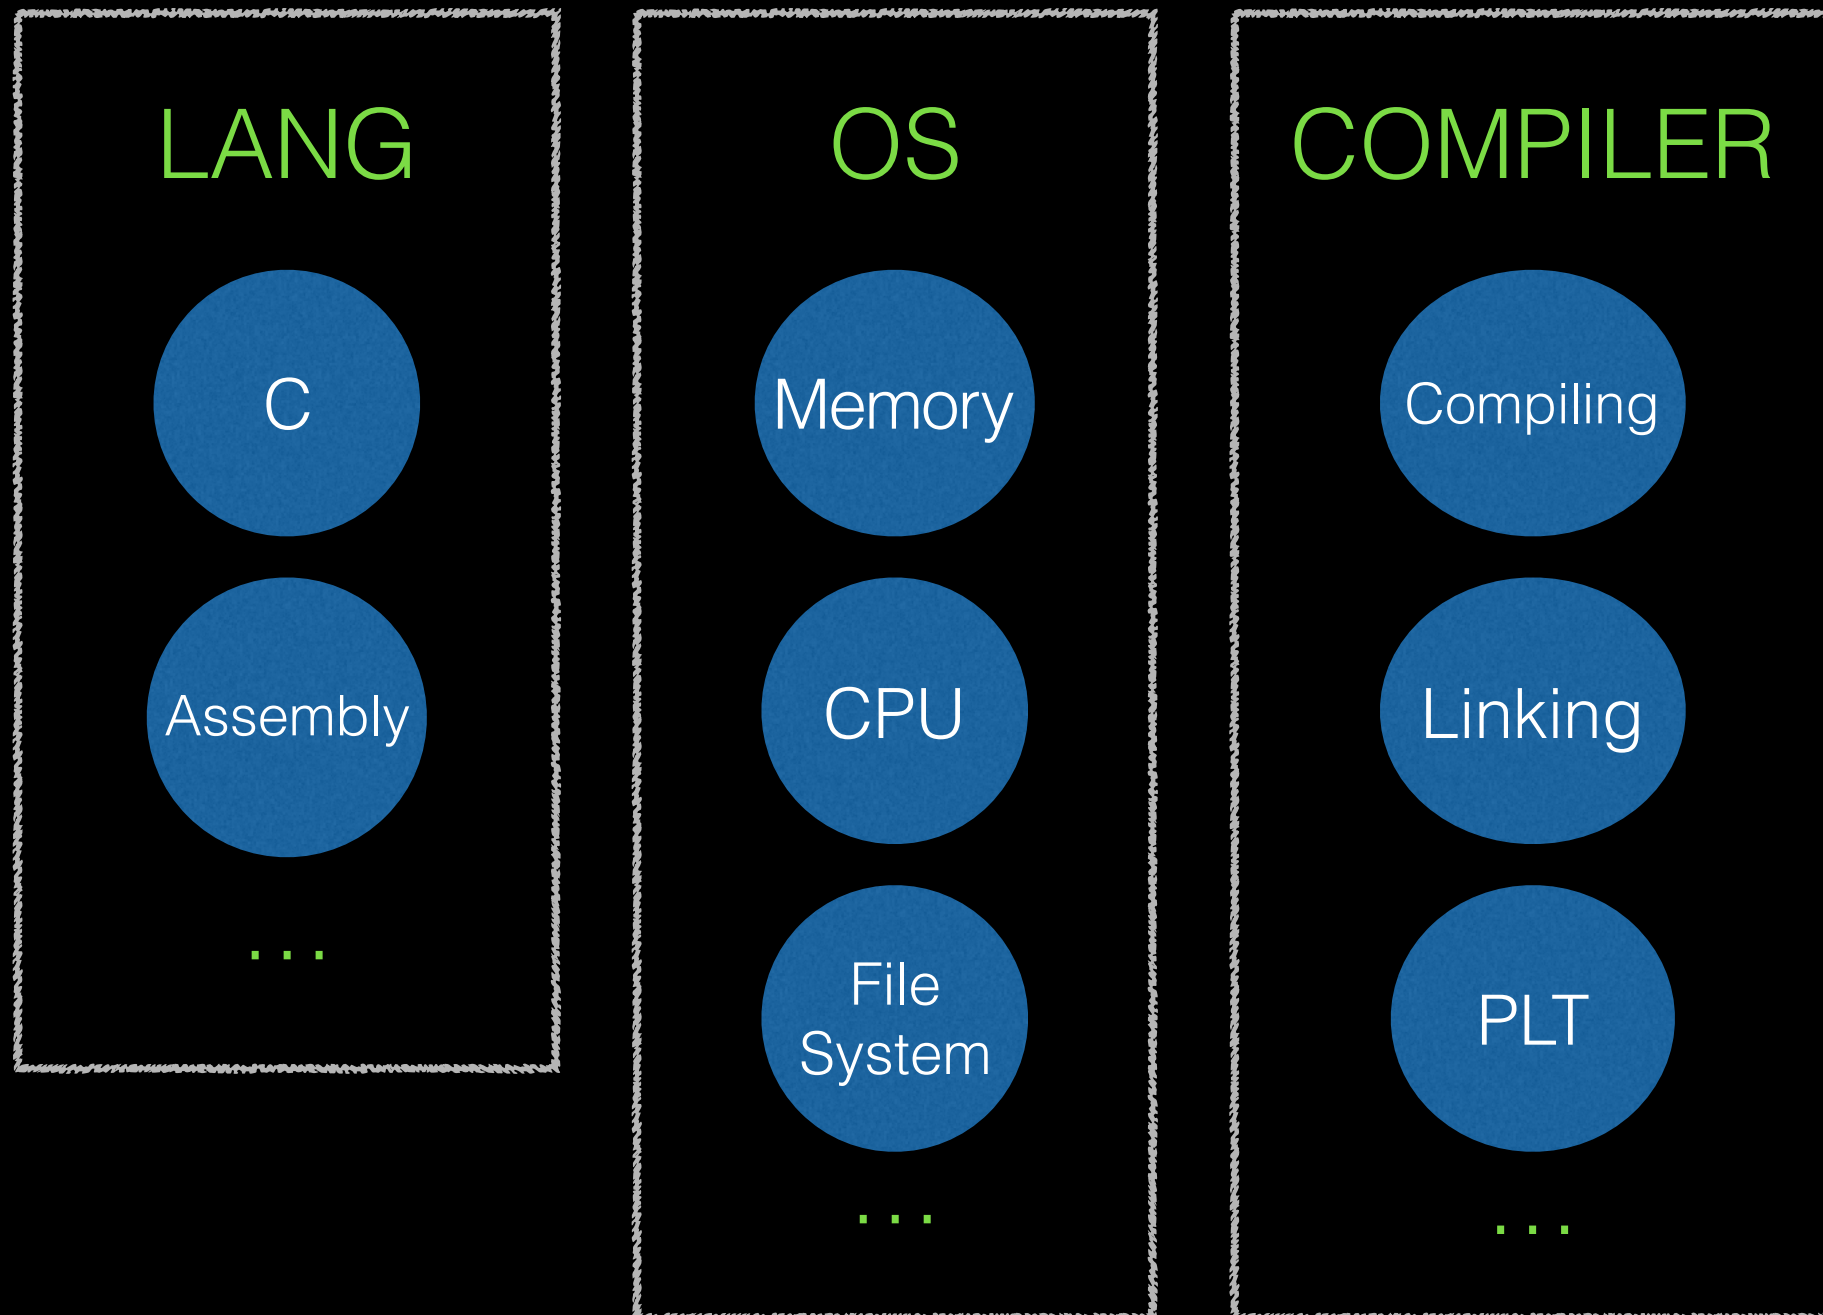 LANG
C
Assembly
...
OS
Memory
CPU
File
System
...
COMPILER
Compiling
Linking
PLT
...